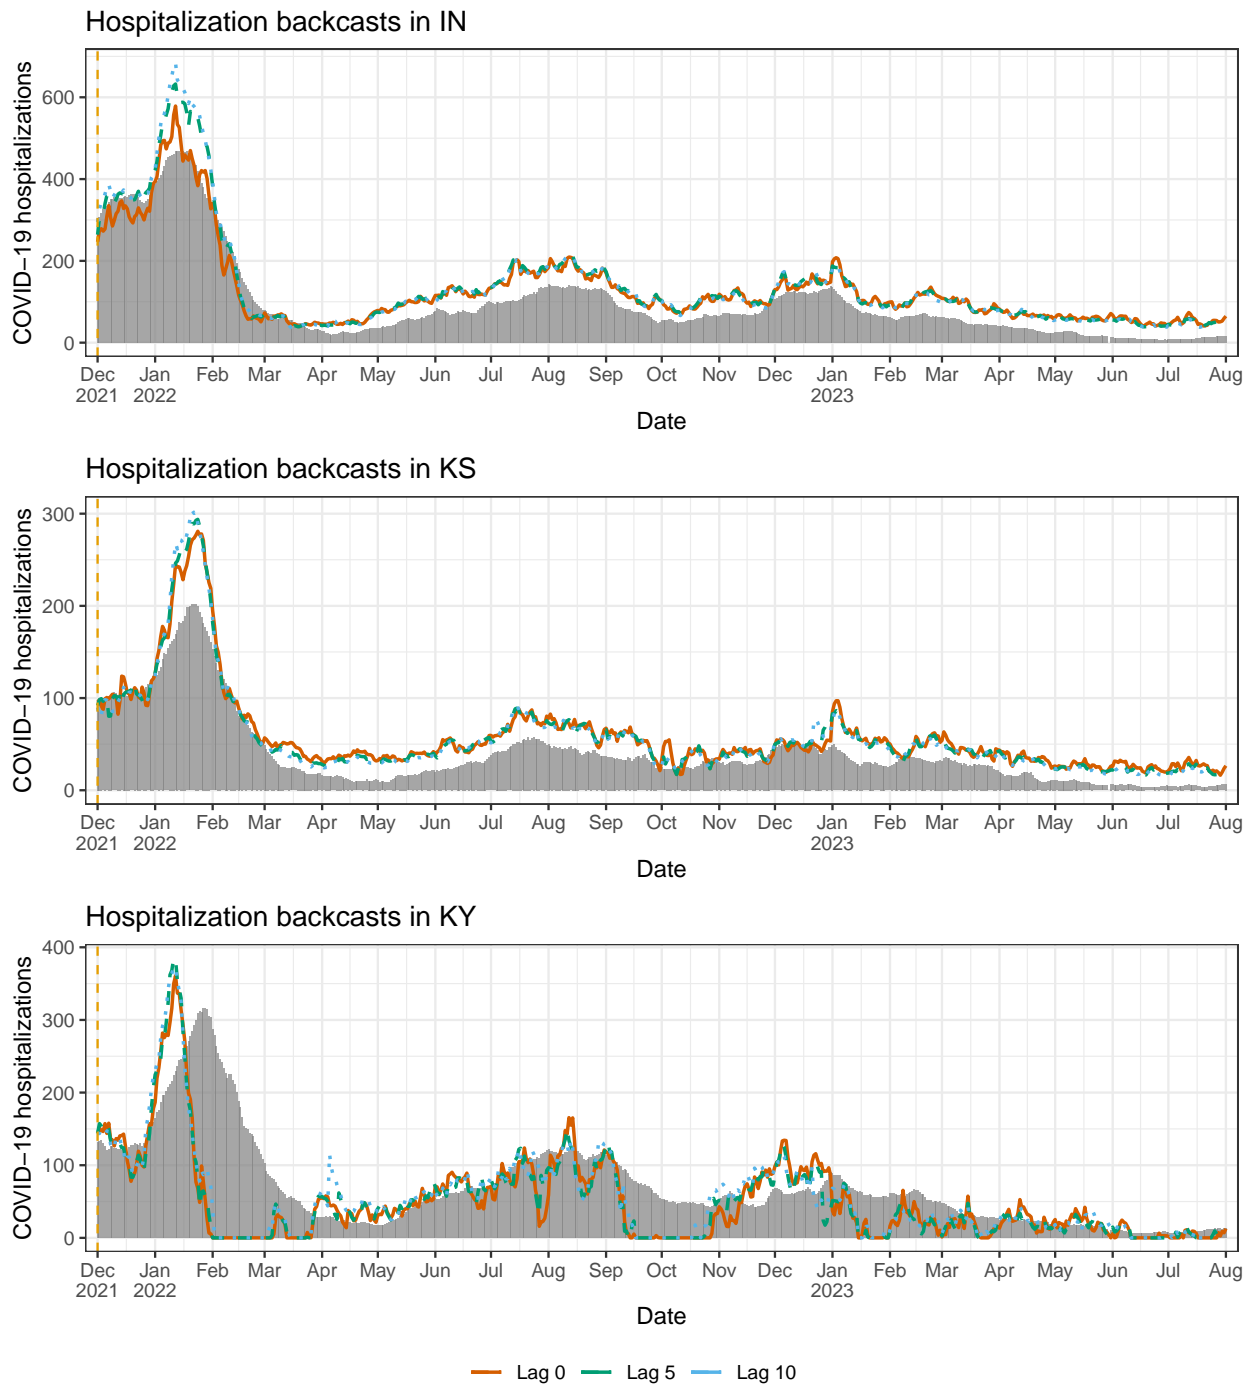 Hospitalization backcasts in IN
COVID−19 hospitalizations
600
400
200
0
Dec Jan Feb Mar Apr May Jun Jul Aug Sep Oct Nov Dec Jan Feb Mar Apr May Jun Jul Aug
2021 2022 2023
Date
Hospitalization backcasts in KS
COVID−19 hospitalizations
300
200
100
0
Dec Jan Feb Mar Apr May Jun Jul Aug Sep Oct Nov Dec Jan Feb Mar Apr May Jun Jul Aug
2021 2022 2023
Date
Hospitalization backcasts in KY
COVID−19 hospitalizations
400
300
200
100
0
Dec Jan Feb Mar Apr May Jun Jul Aug Sep Oct Nov Dec Jan Feb Mar Apr May Jun Jul Aug
2021 2022 2023
Date
Lag 0 Lag 5 Lag 10